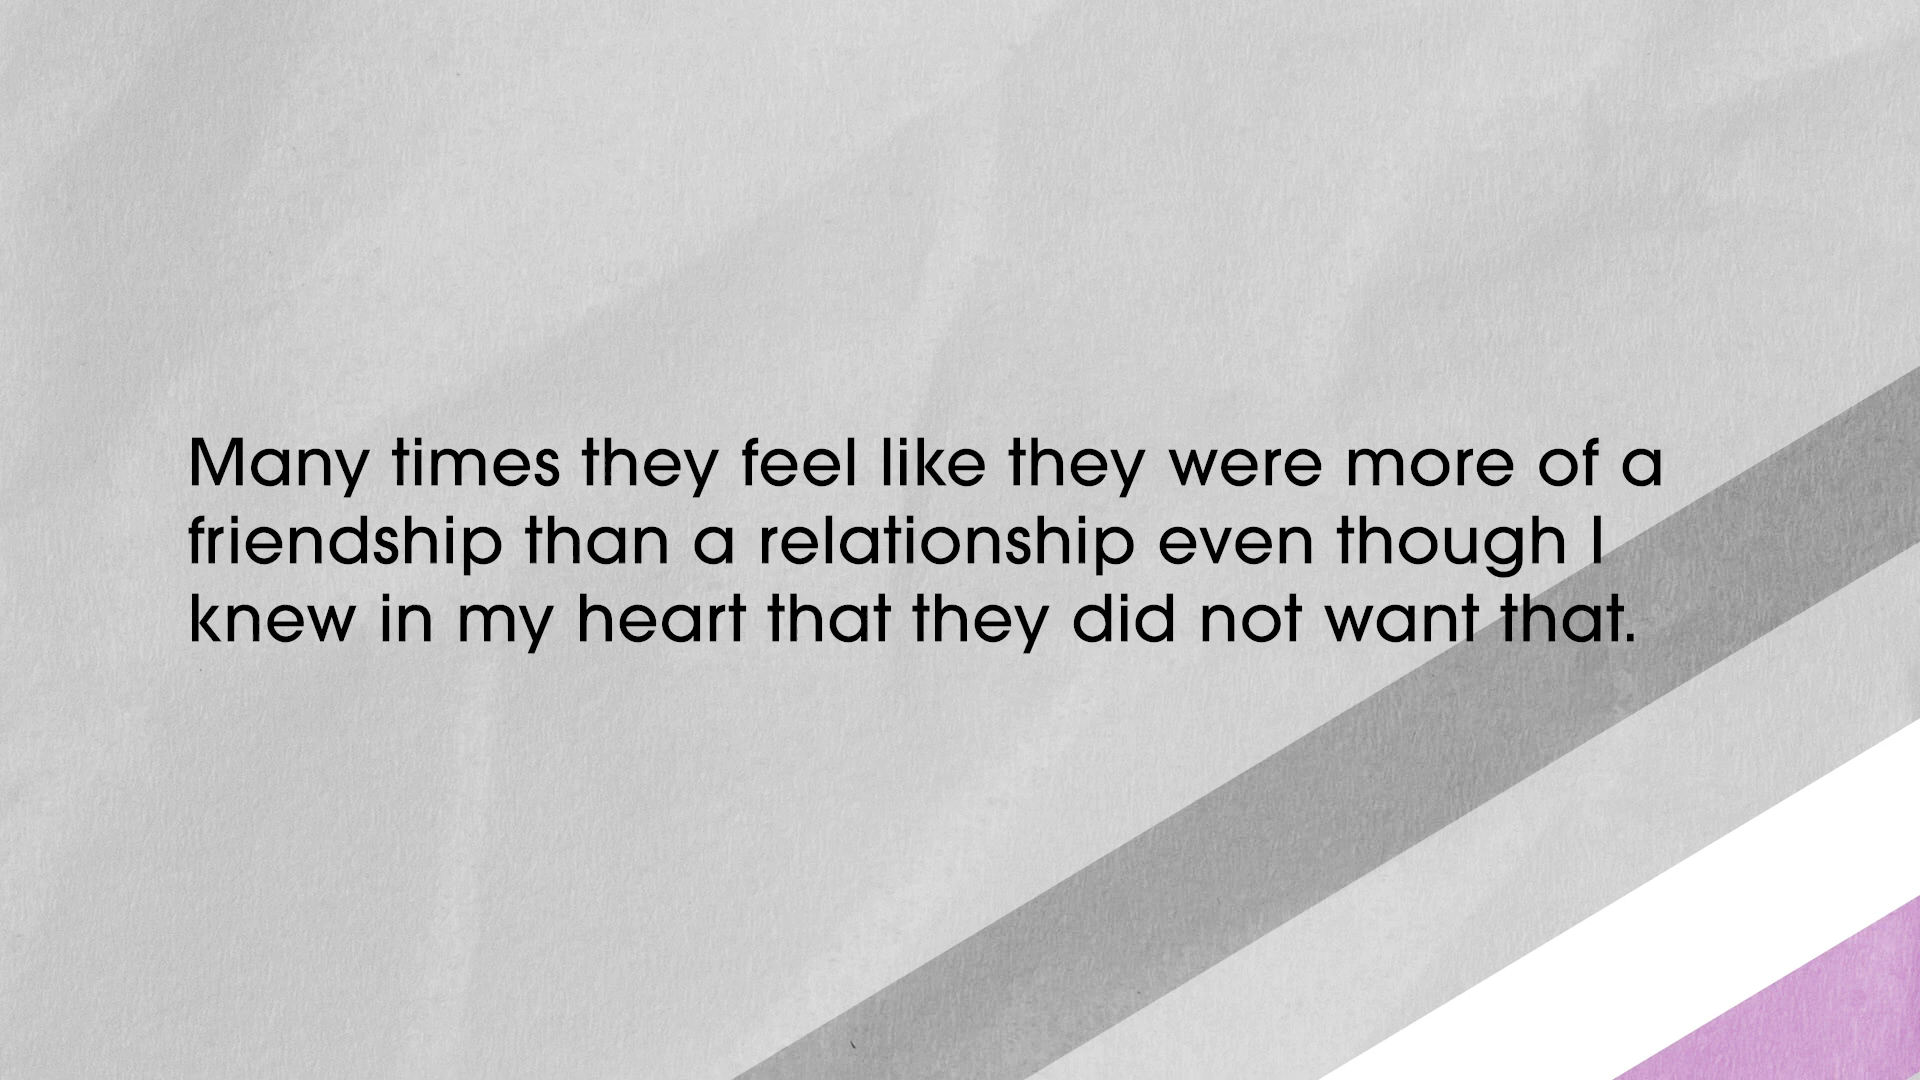 Many times they feel like they were more of a
friendship than a relationship even though I
knew in my heart that they did not want that.